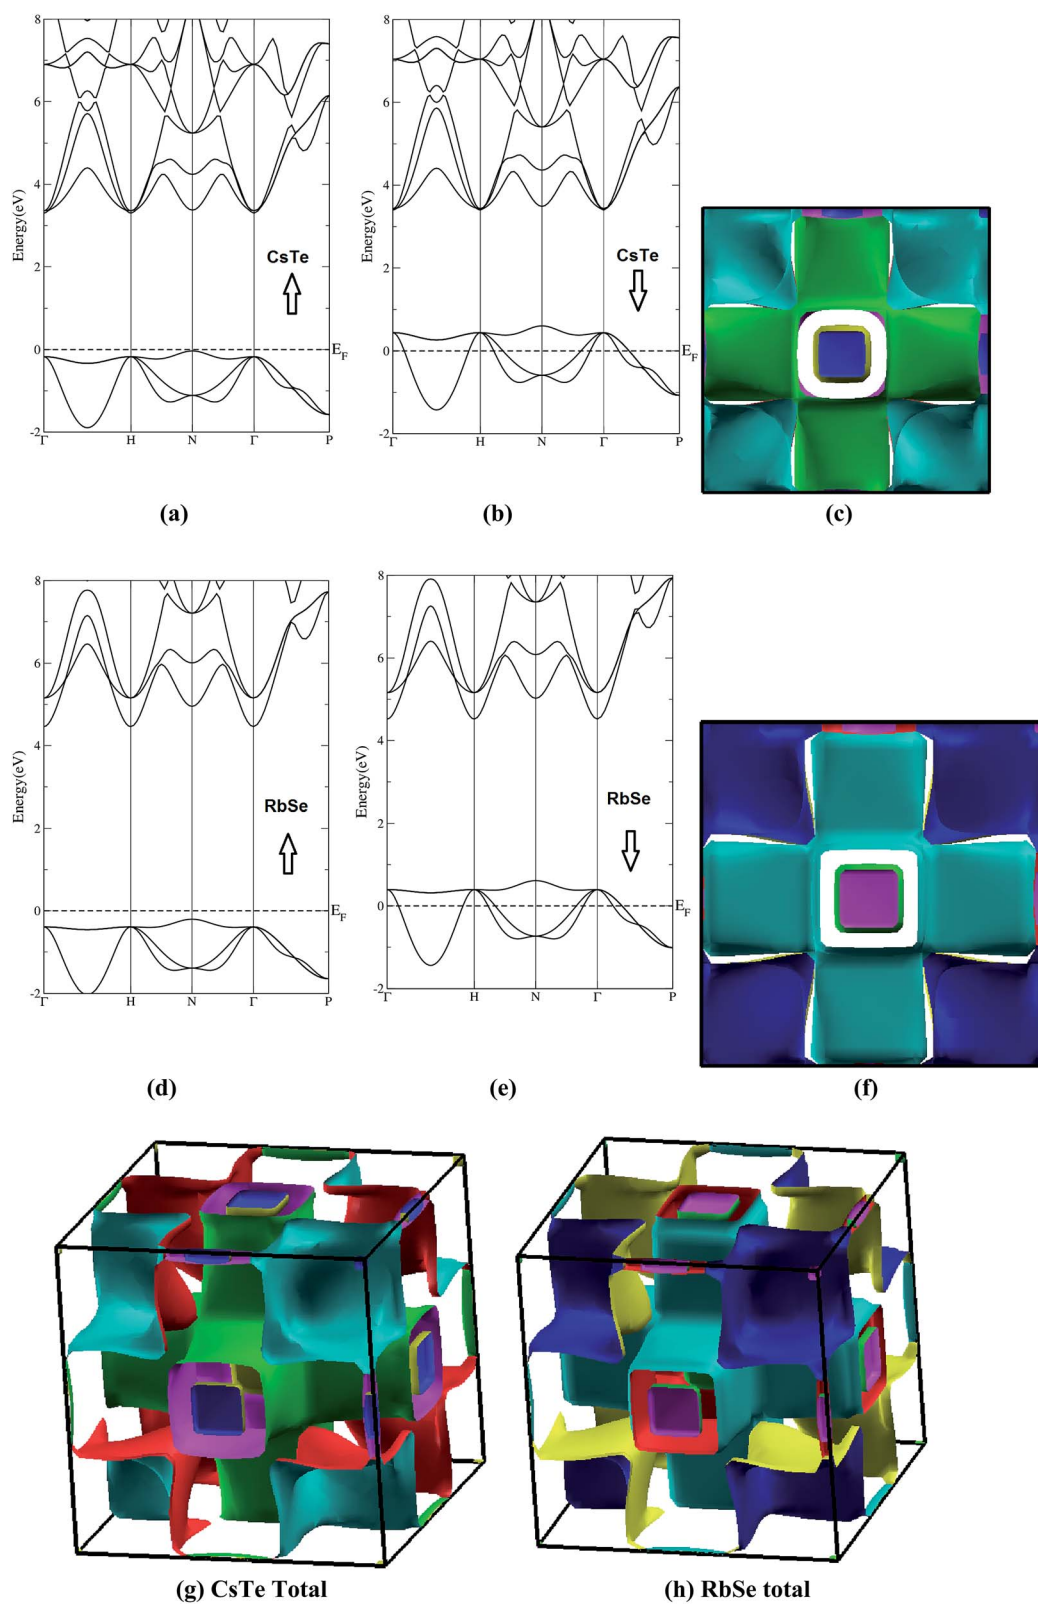 8
6
4
2
0
-2
Energy(eV)
CsTe
E_F
Γ H N Γ P
(a)
8
6
4
2
0
-2
Energy(eV)
CsTe
E_F
Γ H N Γ P
(b)
(c)
8
6
4
2
0
-2
Energy(eV)
RbSe
E_F
Γ H N Γ P
(d)
8
6
4
2
0
-2
Energy(eV)
RbSe
E_F
Γ H N Γ P
(e)
(f)
(g) CsTe Total
(h) RbSe total